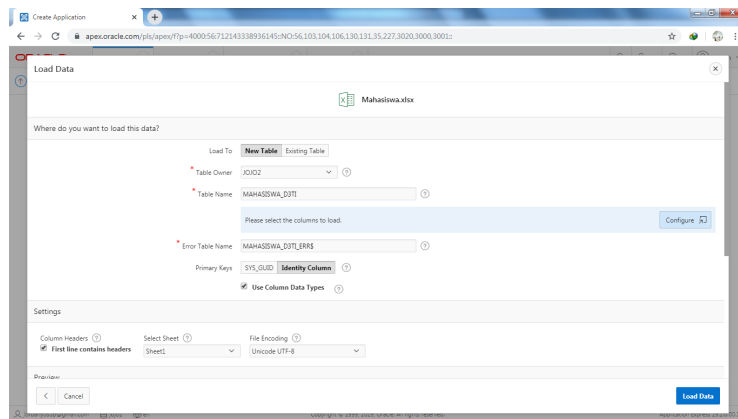 Create Application
apex.oracle.com/pls/apex/f?p=4000:56:712143338936145::NO:56,103,104,106,130,131,35,227,3020,3000,3001::
Load Data
Mahasiswa.xlsx
Where do you want to load this data?
Load To New Table Existing Table
* Table Owner JOJO2
* Table Name MAHASISWA_D3TI
Please select the columns to load. Configure
* Error Table Name MAHASISWA_D3TI_ERR$
Primary Keys SYS_GUID Identity Column
Use Column Data Types
Settings
Column Headers Select Sheet File Encoding
First line contains headers Sheet1 Unicode UTF-8
Preview
Cancel Load Data
Copyright © 1999, 2019, Oracle. All rights reserved.